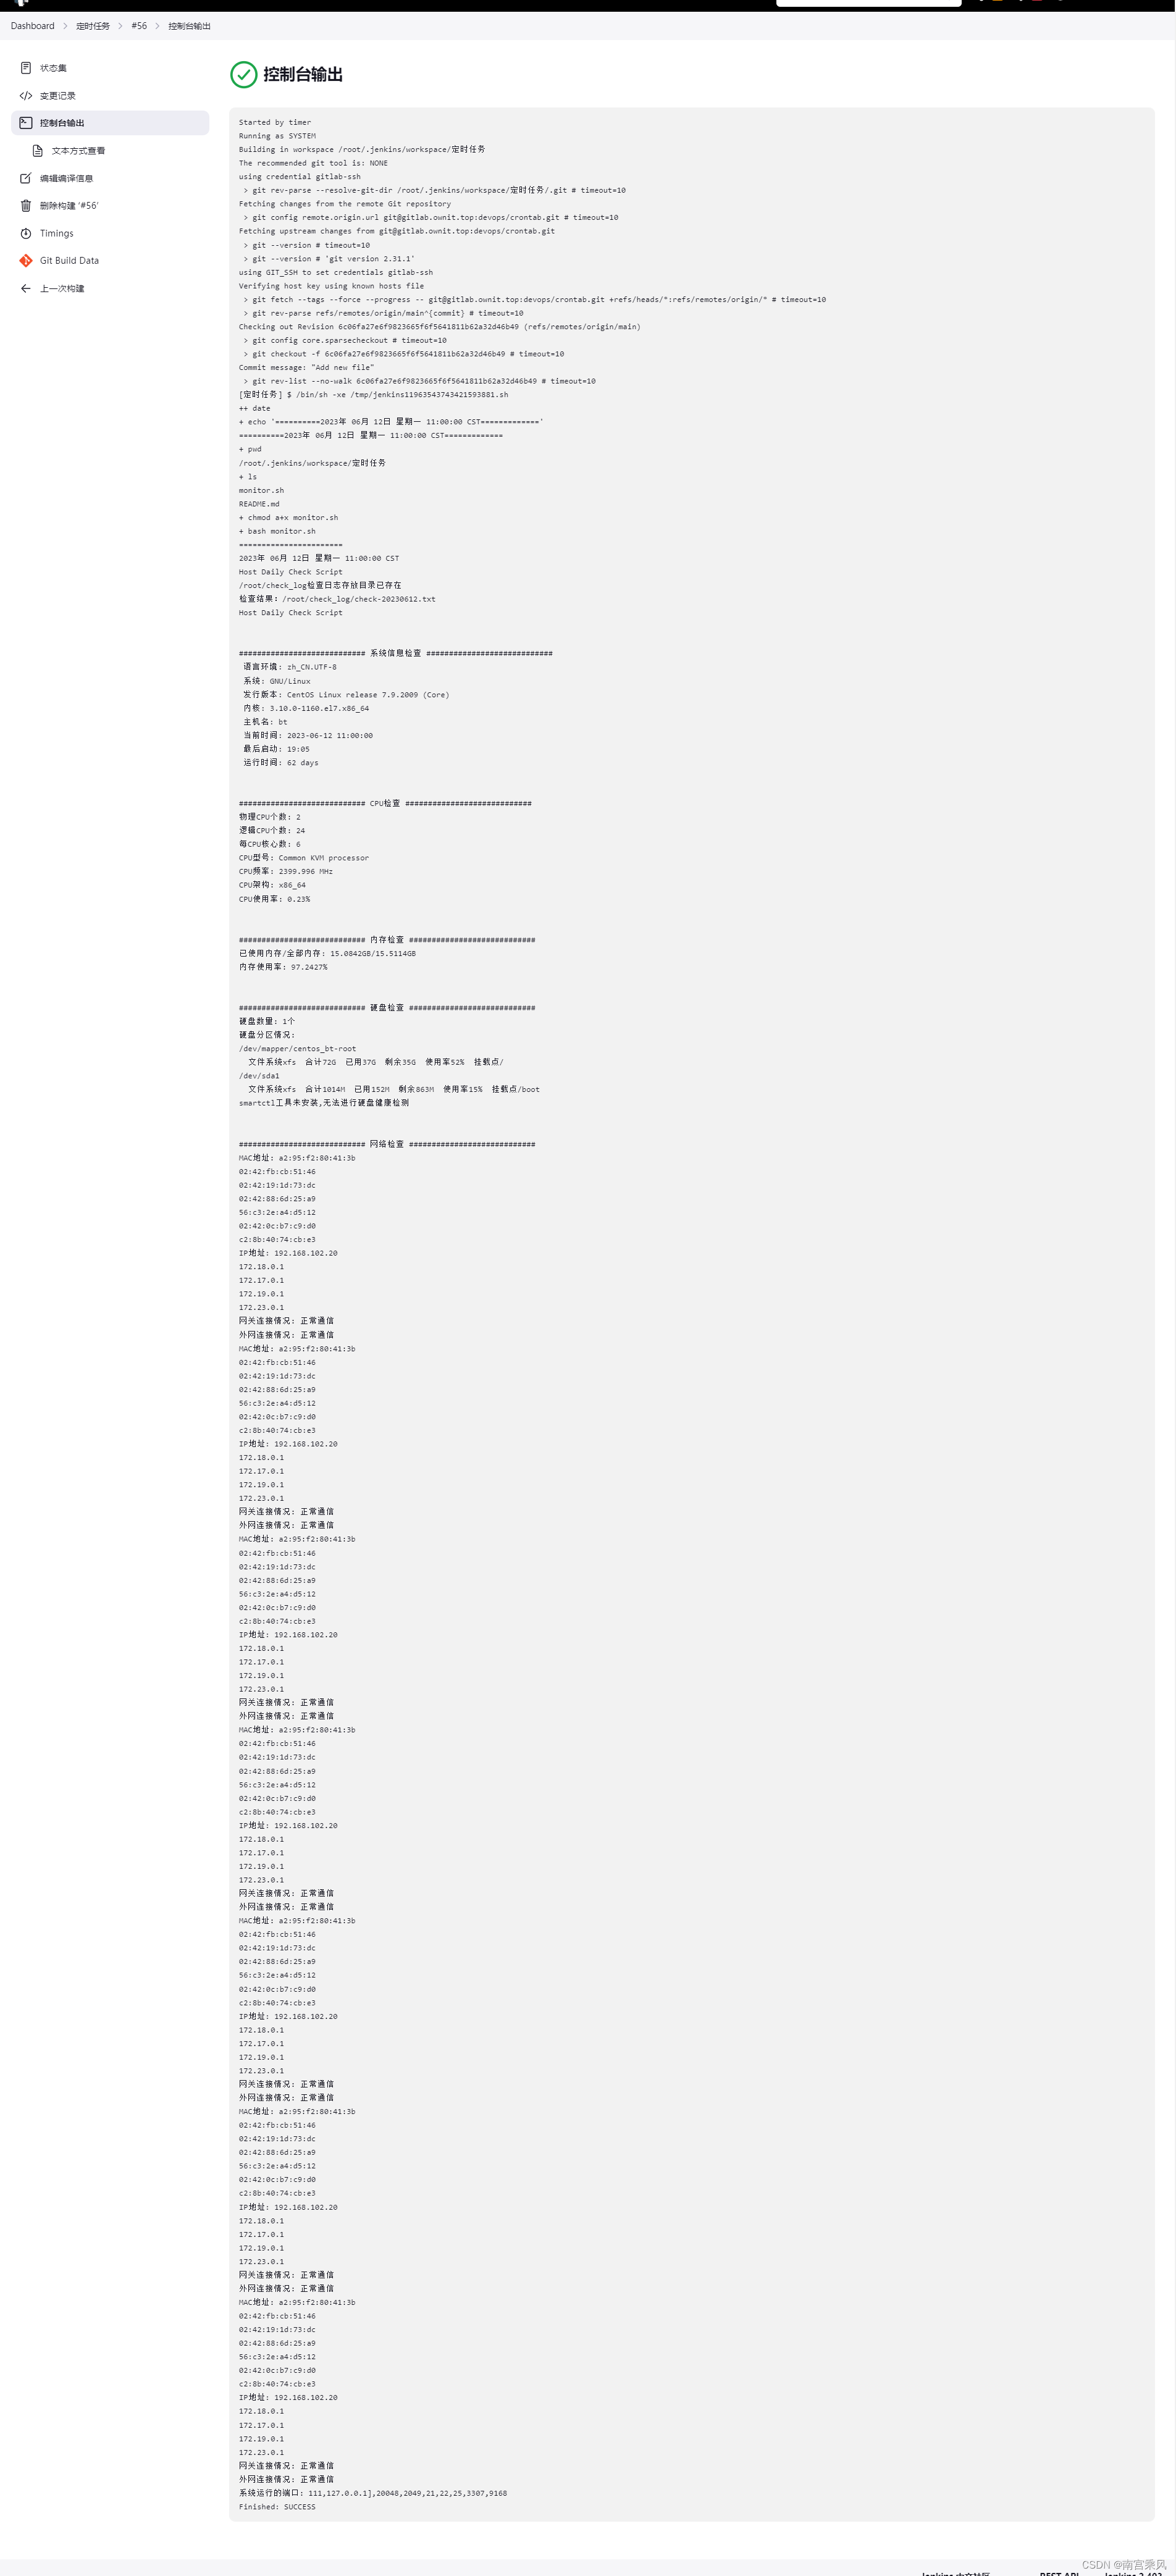 Dashboard > 定时任务 > #56 > 控制台输出
状态集
变更记录
控制台输出
文本方式查看
编辑编译信息
删除构建 ‘#56’
Timings
Git Build Data
上一次构建
控制台输出
Started by timer
Running as SYSTEM
Building in workspace /root/.jenkins/workspace/定时任务
The recommended git tool is: NONE
using credential gitlab-ssh
> git rev-parse --resolve-git-dir /root/.jenkins/workspace/定时任务/.git # timeout=10
Fetching changes from the remote Git repository
> git config remote.origin.url git@gitlab.ownit.top:devops/crontab.git # timeout=10
Fetching upstream changes from git@gitlab.ownit.top:devops/crontab.git
> git --version # timeout=10
> git --version # 'git version 2.31.1'
using GIT_SSH to set credentials gitlab-ssh
Verifying host key using known hosts file
> git fetch --tags --force --progress -- git@gitlab.ownit.top:devops/crontab.git +refs/heads/*:refs/remotes/origin/* # timeout=10
> git rev-parse refs/remotes/origin/main^{commit} # timeout=10
Checking out Revision 6c06fa27e6f9823665f6f5641811b62a32d46b49 (refs/remotes/origin/main)
> git config core.sparsecheckout # timeout=10
> git checkout -f 6c06fa27e6f9823665f6f5641811b62a32d46b49 # timeout=10
Commit message: "Add new file"
> git rev-list --no-walk 6c06fa27e6f9823665f6f5641811b62a32d46b49 # timeout=10
[定时任务] $ /bin/sh -xe /tmp/jenkins11963543743421593881.sh
++ date
+ echo '==========2023年 06月 12日 星期一 11:00:00 CST============='
==========2023年 06月 12日 星期一 11:00:00 CST=============
+ pwd
/root/.jenkins/workspace/定时任务
+ ls
monitor.sh
README.md
+ chmod a+x monitor.sh
+ bash monitor.sh
=======================
2023年 06月 12日 星期一 11:00:00 CST
Host Daily Check Script
/root/check_log检查日志存放目录已存在
检查结果: /root/check_log/check-20230612.txt
Host Daily Check Script
############################ 系统信息检查 ############################
语言环境: zh_CN.UTF-8
系统: GNU/Linux
发行版本: CentOS Linux release 7.9.2009 (Core)
内核: 3.10.0-1160.el7.x86_64
主机名: bt
当前时间: 2023-06-12 11:00:00
最后启动: 19:05
运行时间: 62 days
############################ CPU检查 ############################
物理CPU个数: 2
逻辑CPU个数: 24
每CPU核心数: 6
CPU型号: Common KVM processor
CPU频率: 2399.996 MHz
CPU架构: x86_64
CPU使用率: 0.23%
############################ 内存检查 ############################
已使用内存/全部内存: 15.0842GB/15.5114GB
内存使用率: 97.2427%
############################ 硬盘检查 ############################
硬盘数量: 1个
硬盘分区情况:
/dev/mapper/centos_bt-root
文件系统xfs 合计72G 已用37G 剩余35G 使用率52% 挂载点/
/dev/sda1
文件系统xfs 合计1014M 已用152M 剩余863M 使用率15% 挂载点/boot
smartctl工具未安装,无法进行硬盘健康检测
############################ 网络检查 ############################
MAC地址: a2:95:f2:80:41:3b
02:42:fb:cb:51:46
02:42:19:1d:73:dc
02:42:88:6d:25:a9
56:c3:2e:a4:d5:12
02:42:0c:b7:c9:d0
c2:8b:40:74:cb:e3
IP地址: 192.168.102.20
172.18.0.1
172.17.0.1
172.19.0.1
172.23.0.1
网关连接情况: 正常通信
外网连接情况: 正常通信
MAC地址: a2:95:f2:80:41:3b
02:42:fb:cb:51:46
02:42:19:1d:73:dc
02:42:88:6d:25:a9
56:c3:2e:a4:d5:12
02:42:0c:b7:c9:d0
c2:8b:40:74:cb:e3
IP地址: 192.168.102.20
172.18.0.1
172.17.0.1
172.19.0.1
172.23.0.1
网关连接情况: 正常通信
外网连接情况: 正常通信
MAC地址: a2:95:f2:80:41:3b
02:42:fb:cb:51:46
02:42:19:1d:73:dc
02:42:88:6d:25:a9
56:c3:2e:a4:d5:12
02:42:0c:b7:c9:d0
c2:8b:40:74:cb:e3
IP地址: 192.168.102.20
172.18.0.1
172.17.0.1
172.19.0.1
172.23.0.1
网关连接情况: 正常通信
外网连接情况: 正常通信
MAC地址: a2:95:f2:80:41:3b
02:42:fb:cb:51:46
02:42:19:1d:73:dc
02:42:88:6d:25:a9
56:c3:2e:a4:d5:12
02:42:0c:b7:c9:d0
c2:8b:40:74:cb:e3
IP地址: 192.168.102.20
172.18.0.1
172.17.0.1
172.19.0.1
172.23.0.1
网关连接情况: 正常通信
外网连接情况: 正常通信
MAC地址: a2:95:f2:80:41:3b
02:42:fb:cb:51:46
02:42:19:1d:73:dc
02:42:88:6d:25:a9
56:c3:2e:a4:d5:12
02:42:0c:b7:c9:d0
c2:8b:40:74:cb:e3
IP地址: 192.168.102.20
172.18.0.1
172.17.0.1
172.19.0.1
172.23.0.1
网关连接情况: 正常通信
外网连接情况: 正常通信
MAC地址: a2:95:f2:80:41:3b
02:42:fb:cb:51:46
02:42:19:1d:73:dc
02:42:88:6d:25:a9
56:c3:2e:a4:d5:12
02:42:0c:b7:c9:d0
c2:8b:40:74:cb:e3
IP地址: 192.168.102.20
172.18.0.1
172.17.0.1
172.19.0.1
172.23.0.1
网关连接情况: 正常通信
外网连接情况: 正常通信
MAC地址: a2:95:f2:80:41:3b
02:42:fb:cb:51:46
02:42:19:1d:73:dc
02:42:88:6d:25:a9
56:c3:2e:a4:d5:12
02:42:0c:b7:c9:d0
c2:8b:40:74:cb:e3
IP地址: 192.168.102.20
172.18.0.1
172.17.0.1
172.19.0.1
172.23.0.1
网关连接情况: 正常通信
外网连接情况: 正常通信
系统运行的端口: 111,127.0.0.1],20048,2049,21,22,25,3307,9168
Finished: SUCCESS
CSDN @南宫乘风